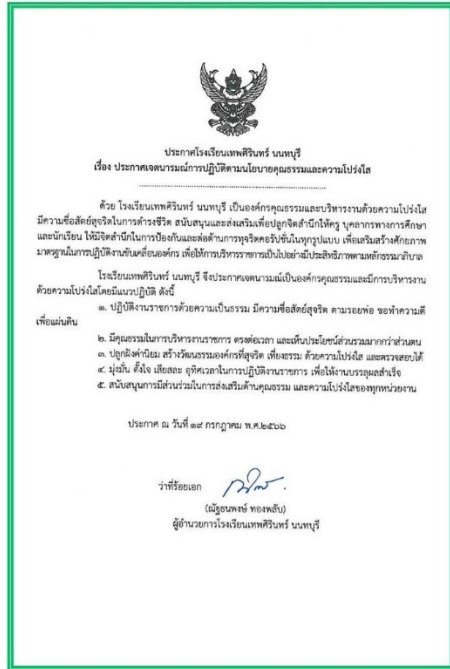 ประกาศโรงเรียนเทพศิรินทร์ นนทบุรี
เรื่อง ประกาศเจตนารมณ์การปฏิบัติตามนโยบายคุณธรรมและความโปร่งใส
ด้วย โรงเรียนเทพศิรินทร์ นนทบุรี เป็นองค์กรคุณธรรมและบริหารงานด้วยความโปร่งใส
มีความซื่อสัตย์สุจริตในการดำรงชีวิต สนับสนุนและส่งเสริมเพื่อปลูกจิตสำนึกให้ครู บุคลากรทางการศึกษา
และนักเรียน ให้มีจิตสำนึกในการป้องกันและต่อต้านการทุจริตคอรัปชั่นในทุกรูปแบบ เพื่อเสริมสร้างศักยภาพ
มาตรฐานในการปฏิบัติงานขับเคลื่อนองค์กร เพื่อให้การบริหารราชการเป็นไปอย่างมีประสิทธิภาพตามหลักธรรมาภิบาล
โรงเรียนเทพศิรินทร์ นนทบุรี จึงประกาศเจตนารมณ์เป็นองค์กรคุณธรรมและมีการบริหารงาน
ด้วยความโปร่งใสโดยมีแนวปฏิบัติ ดังนี้
๑. ปฏิบัติงานราชการด้วยความเป็นธรรม มีความซื่อสัตย์สุจริต ตามรอยพ่อ ขอทำความดี
เพื่อแผ่นดิน
๒. มีคุณธรรมในการบริหารงานราชการ ตรงต่อเวลา และเห็นประโยชน์ส่วนรวมมากกว่าส่วนตน
๓. ปลูกฝังค่านิยม สร้างวัฒนธรรมองค์กรที่สุจริต เที่ยงธรรม ด้วยความโปร่งใส และตรวจสอบได้
๔. มุ่งมั่น ตั้งใจ เสียสละ อุทิศเวลาในการปฏิบัติงานราชการ เพื่อให้งานบรรลุผลสำเร็จ
๕. สนับสนุนการมีส่วนร่วมในการส่งเสริมด้านคุณธรรม และความโปร่งใสของทุกหน่วยงาน
ประกาศ ณ วันที่ ๑๙ กรกฎาคม พ.ศ.๒๕๖๖
ว่าที่ร้อยเอก
(ณัฐธนพงษ์ ทองพลับ)
ผู้อำนวยการโรงเรียนเทพศิรินทร์ นนทบุรี